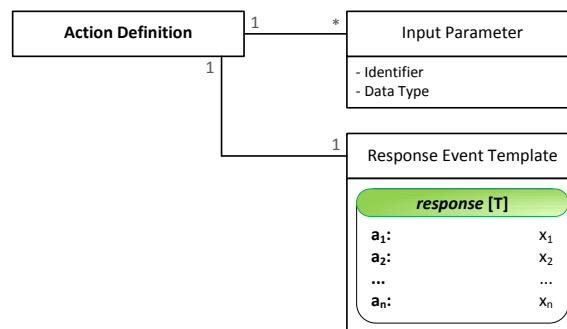 Action Definition
1
*
Input Parameter
- Identifier
- Data Type
1
1
Response Event Template
response [T]
a₁: x₁
a₂: x₂
... ...
aₙ: xₙ